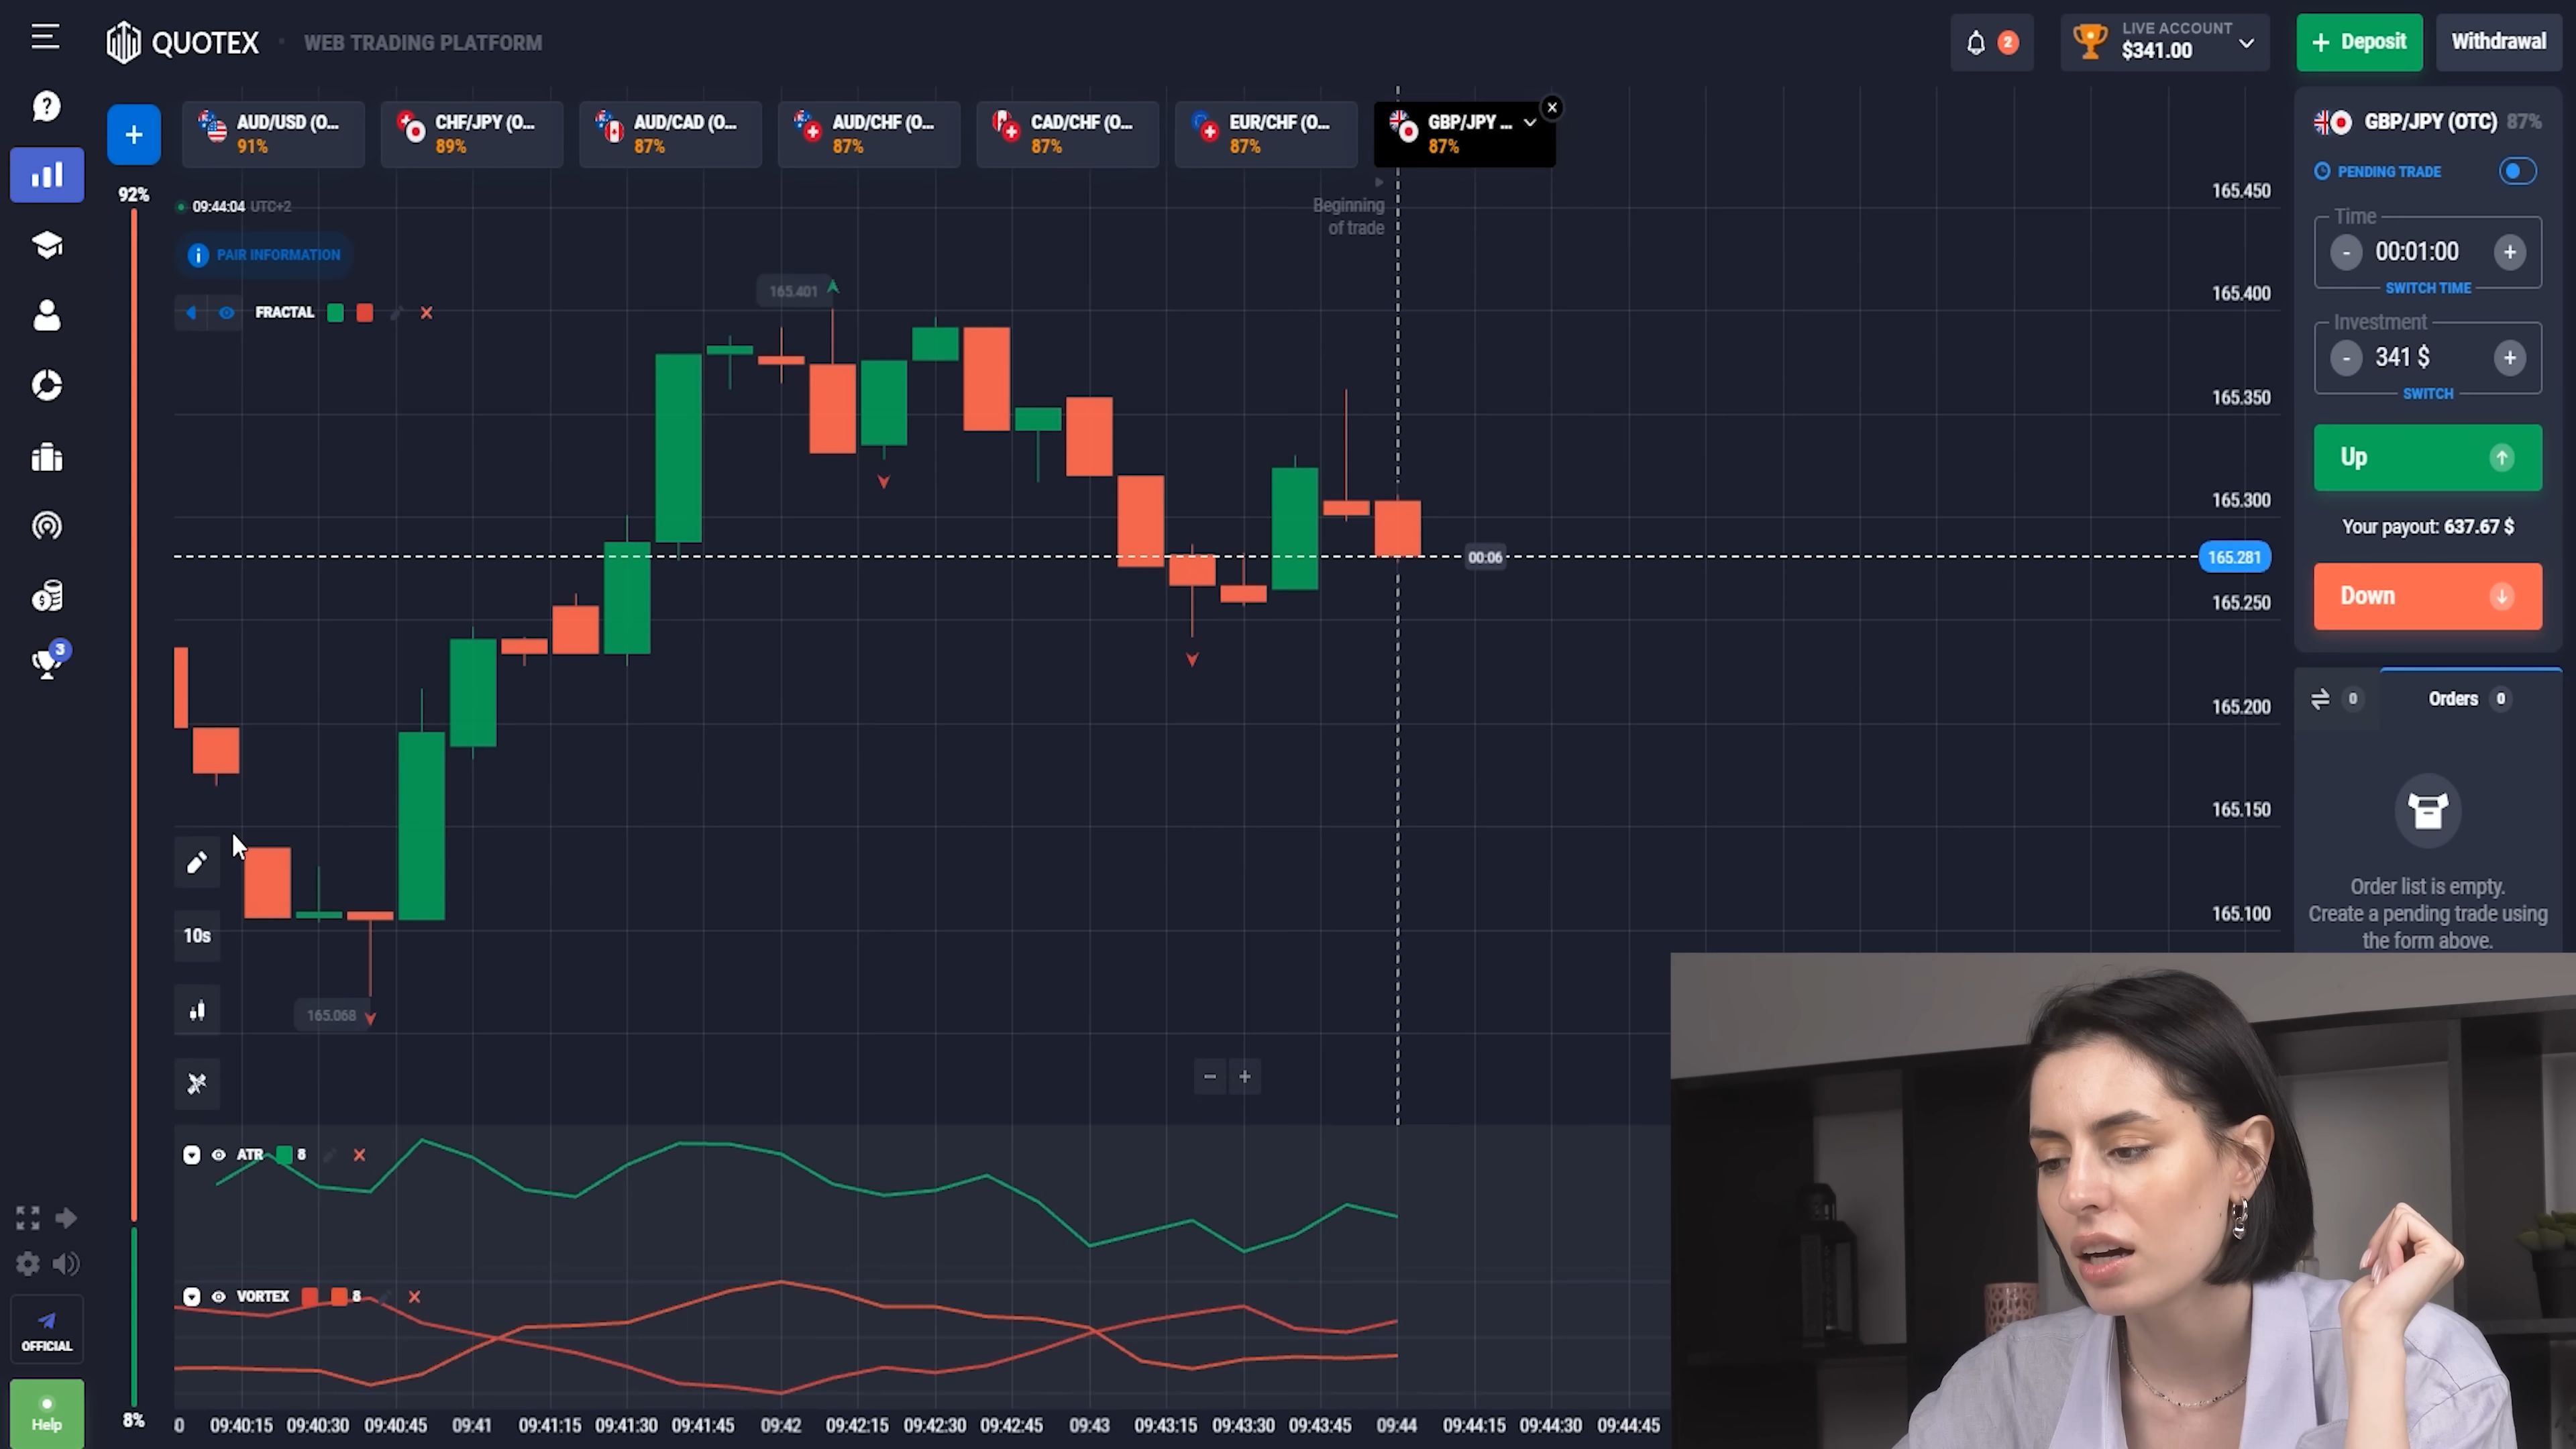 QUOTEX
WEB TRADING PLATFORM
2
LIVE ACCOUNT
$341.00
+ Deposit
Withdrawal
+
AUD/USD (O...
91%
CHF/JPY (O...
89%
AUD/CAD (O...
87%
AUD/CHF (O...
87%
CAD/CHF (O...
87%
EUR/CHF (O...
87%
GBP/JPY ...
87%
GBP/JPY (OTC) 87%
PENDING TRADE
Time
- 00:01:00 +
SWITCH TIME
Investment
- 341 $ +
SWITCH
Up
Your payout: 637.67 $
Down
0
Orders 0
Order list is empty.
Create a pending trade using
the form above.
92%
09:44:04 UTC+2
PAIR INFORMATION
FRACTAL
Beginning
of trade
165.401
165.450
165.400
165.350
165.300
00:06
165.281
165.250
165.200
165.150
165.100
10s
165.068
3
ATR 8
VORTEX 8
OFFICIAL
Help
8%
0 09:40:15 09:40:30 09:40:45 09:41 09:41:15 09:41:30 09:41:45 09:42 09:42:15 09:42:30 09:42:45 09:43 09:43:15 09:43:30 09:43:45 09:44 09:44:15 09:44:30 09:44:45